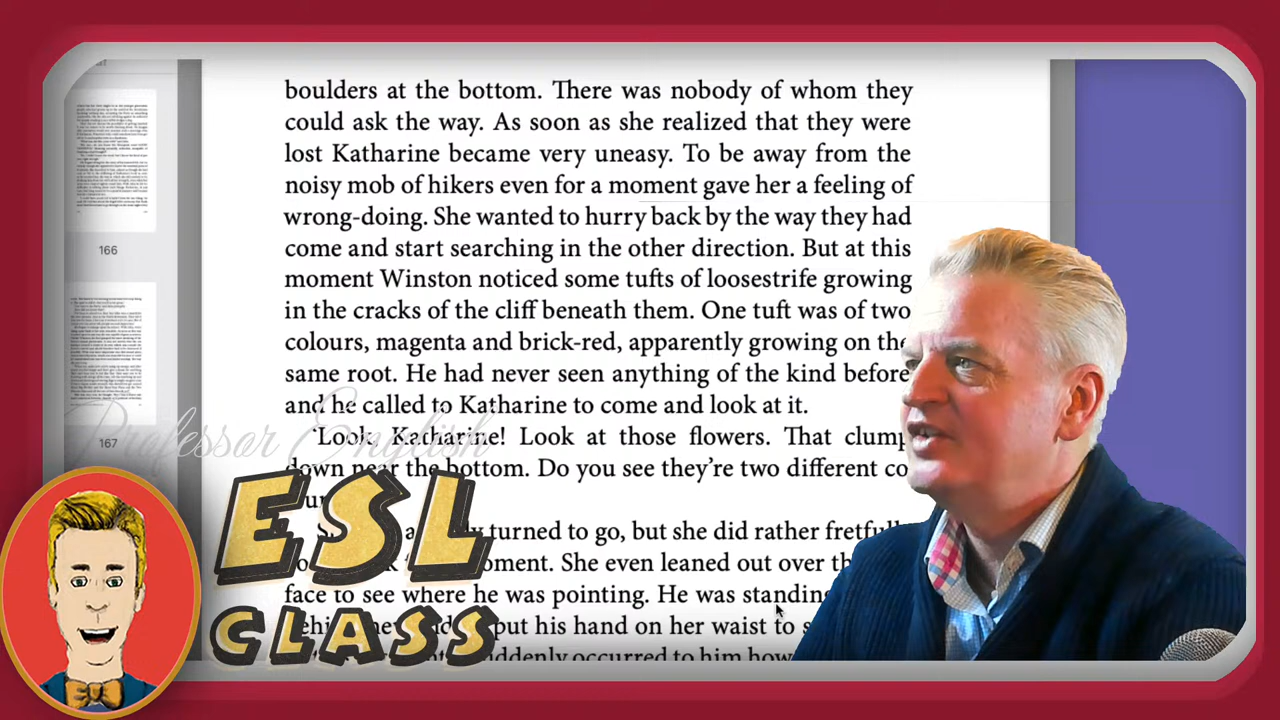 boulders at the bottom. There was nobody of whom they
could ask the way. As soon as she realized that they were
lost Katharine became very uneasy. To be away from the
noisy mob of hikers even for a moment gave her a feeling of
wrong-doing. She wanted to hurry back by the way they had
come and start searching in the other direction. But at this
moment Winston noticed some tufts of loosestrife growing
in the cracks of the cliff beneath them. One tuft was of two
colours, magenta and brick-red, apparently growing on the
same root. He had never seen anything of the kind before
and he called to Katharine to come and look at it.
'Look, Katharine! Look at those flowers. That clump
down near the bottom. Do you see they're two different co
turned to go, but she did rather fretfully
moment. She even leaned out over the
face to see where he was pointing. He was standing
put his hand on her waist to
suddenly occurred to him how
166
167
Professor English
ESL
CLASS